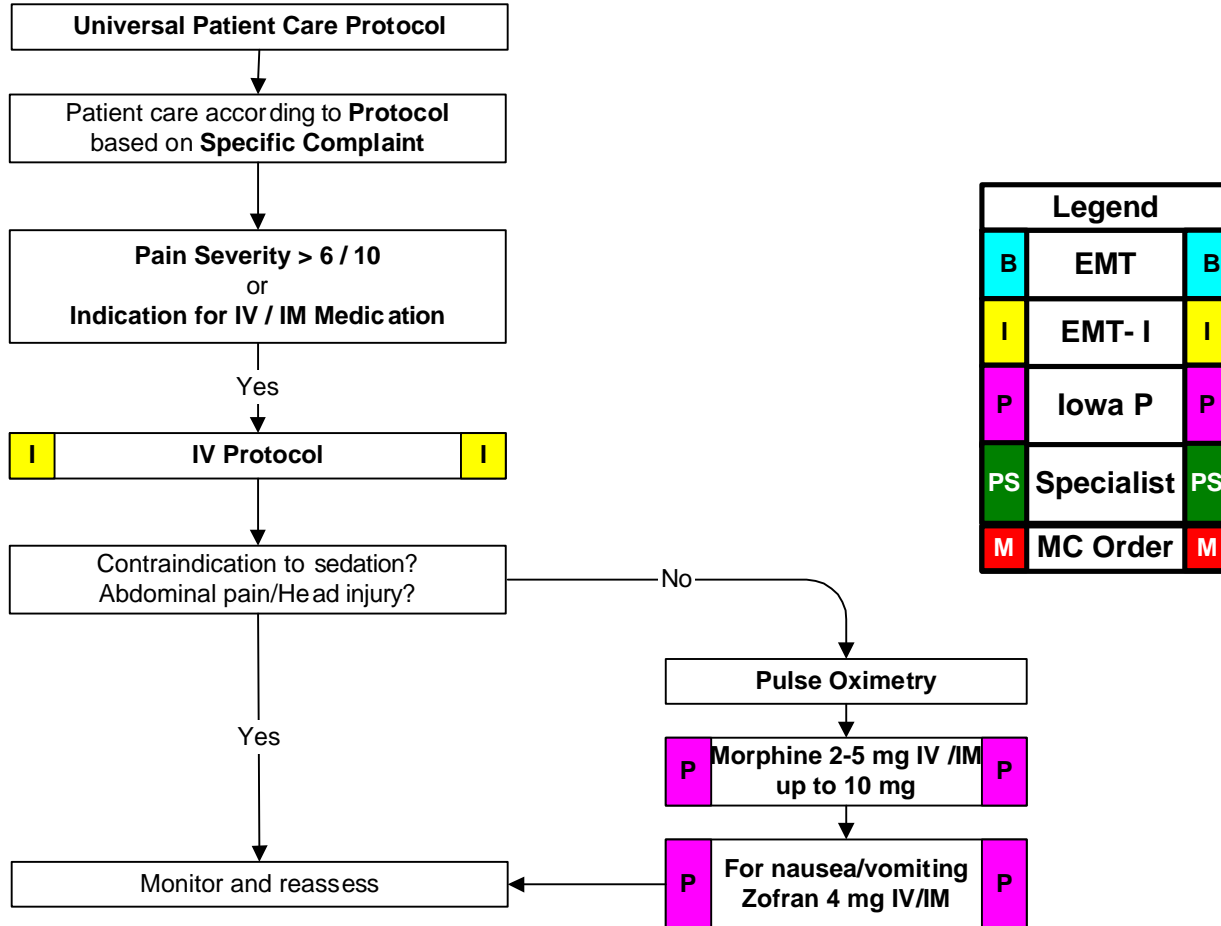 Universal Patient Care Protocol
Patient care according to Protocol
based on Specific Complaint
Pain Severity > 6 / 10
or
Indication for IV / IM Medication
Yes
I IV Protocol I
Contraindication to sedation?
Abdominal pain/Head injury?
No
Yes
Pulse Oximetry
P Morphine 2-5 mg IV /IM P
up to 10 mg
P For nausea/vomiting P
Zofran 4 mg IV/IM
Monitor and reassess
Legend
B EMT B
I EMT- I I
P Iowa P P
PS Specialist PS
M MC Order M